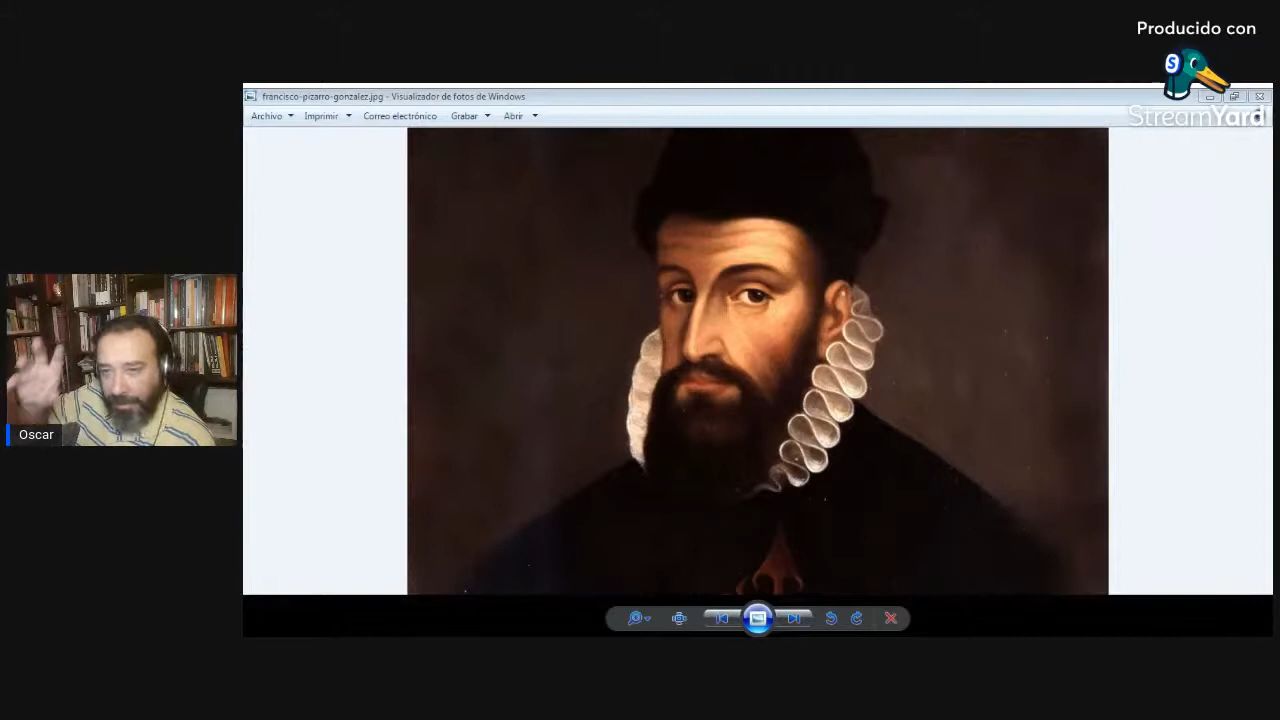 Producido con
S
StreamYard
francisco-pizarro-gonzalez.jpg - Visualizador de fotos de Windows
Archivo Imprimir Correo electrónico Grabar Abrir
Oscar